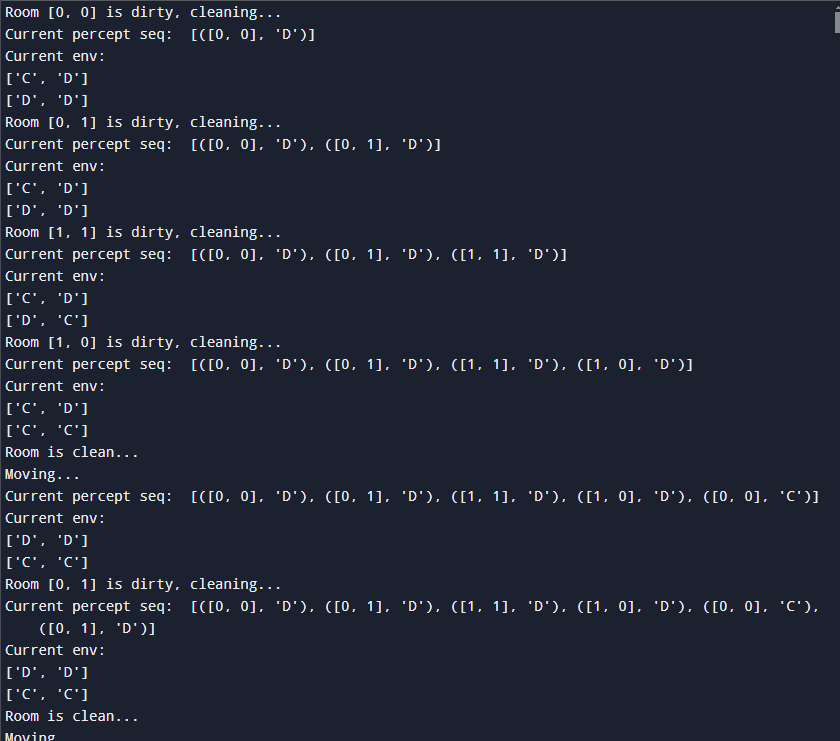 Room [0, 0] is dirty, cleaning...
Current percept seq:  [([0, 0], 'D')]
Current env:
['C', 'D']
['D', 'D']
Room [0, 1] is dirty, cleaning...
Current percept seq:  [([0, 0], 'D'), ([0, 1], 'D')]
Current env:
['C', 'D']
['D', 'D']
Room [1, 1] is dirty, cleaning...
Current percept seq:  [([0, 0], 'D'), ([0, 1], 'D'), ([1, 1], 'D')]
Current env:
['C', 'D']
['D', 'C']
Room [1, 0] is dirty, cleaning...
Current percept seq:  [([0, 0], 'D'), ([0, 1], 'D'), ([1, 1], 'D'), ([1, 0], 'D')]
Current env:
['C', 'D']
['C', 'C']
Room is clean...
Moving...
Current percept seq:  [([0, 0], 'D'), ([0, 1], 'D'), ([1, 1], 'D'), ([1, 0], 'D'), ([0, 0], 'C')]
Current env:
['D', 'D']
['C', 'C']
Room [0, 1] is dirty, cleaning...
Current percept seq:  [([0, 0], 'D'), ([0, 1], 'D'), ([1, 1], 'D'), ([1, 0], 'D'), ([0, 0], 'C'),
([0, 1], 'D')]
Current env:
['D', 'D']
['C', 'C']
Room is clean...
Moving